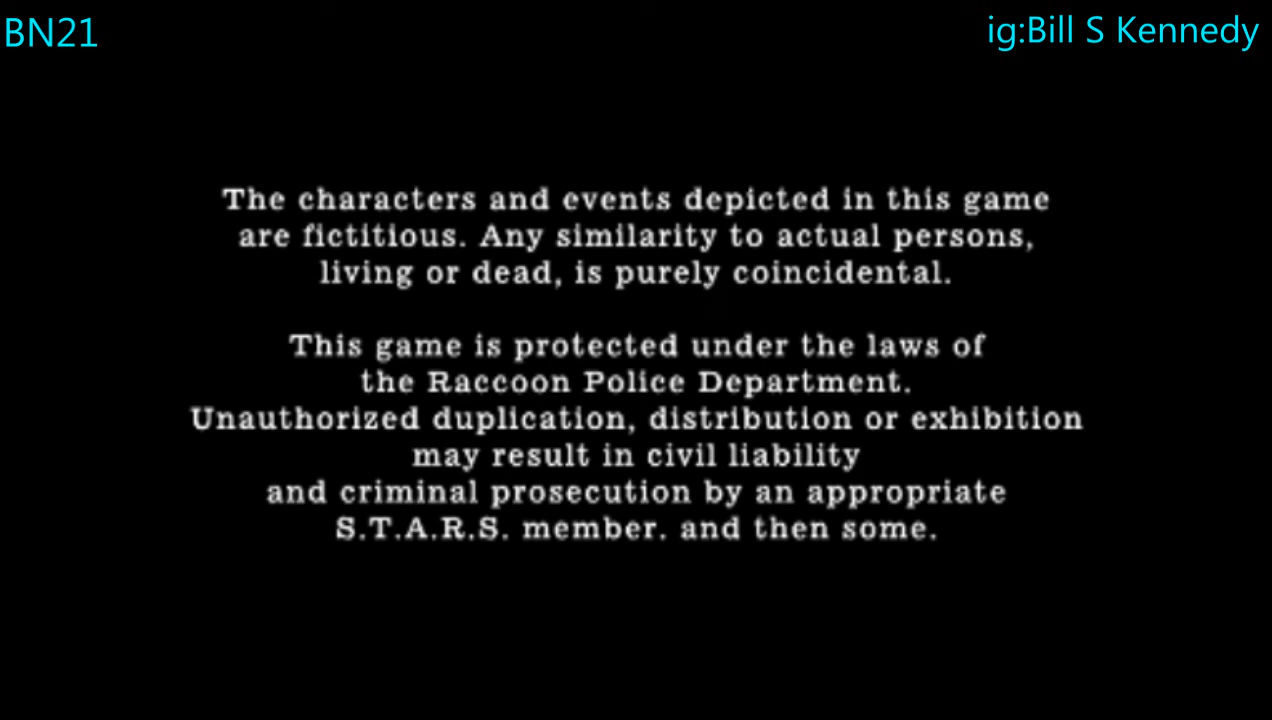 BN21
ig:Bill S Kennedy
The characters and events depicted in this game
are fictitious. Any similarity to actual persons,
living or dead, is purely coincidental.
This game is protected under the laws of
the Raccoon Police Department.
Unauthorized duplication, distribution or exhibition
may result in civil liability
and criminal prosecution by an appropriate
S.T.A.R.S. member. and then some.